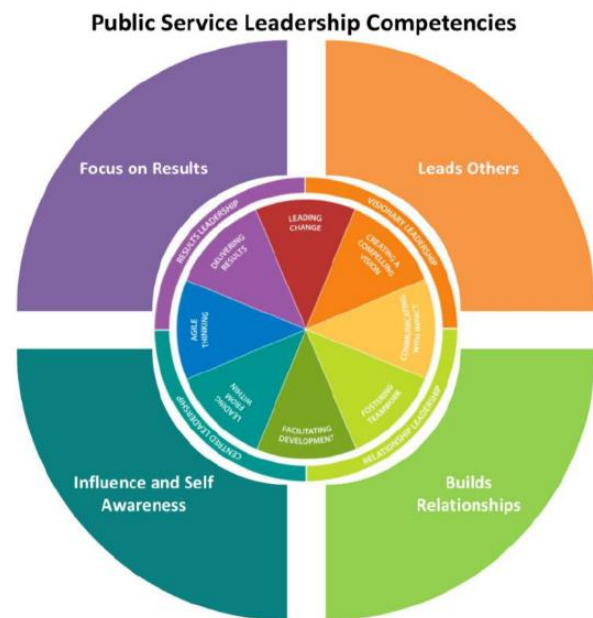 Public Service Leadership Competencies
Focus on Results
Leads Others
RESULTS LEADERSHIP
VISIONARY LEADERSHIP
LEADING
CHANGE
DELIVERING
RESULTS
CREATING A
COMPELLING
VISION
AGILE
THINKING
COMMUNICATING
WITH IMPACT
LEADING
FROM
WITHIN
FOSTERING
TEAMWORK
FACILITATING
DEVELOPMENT
CENTRED LEADERSHIP
RELATIONSHIP LEADERSHIP
Influence and Self
Awareness
Builds
Relationships